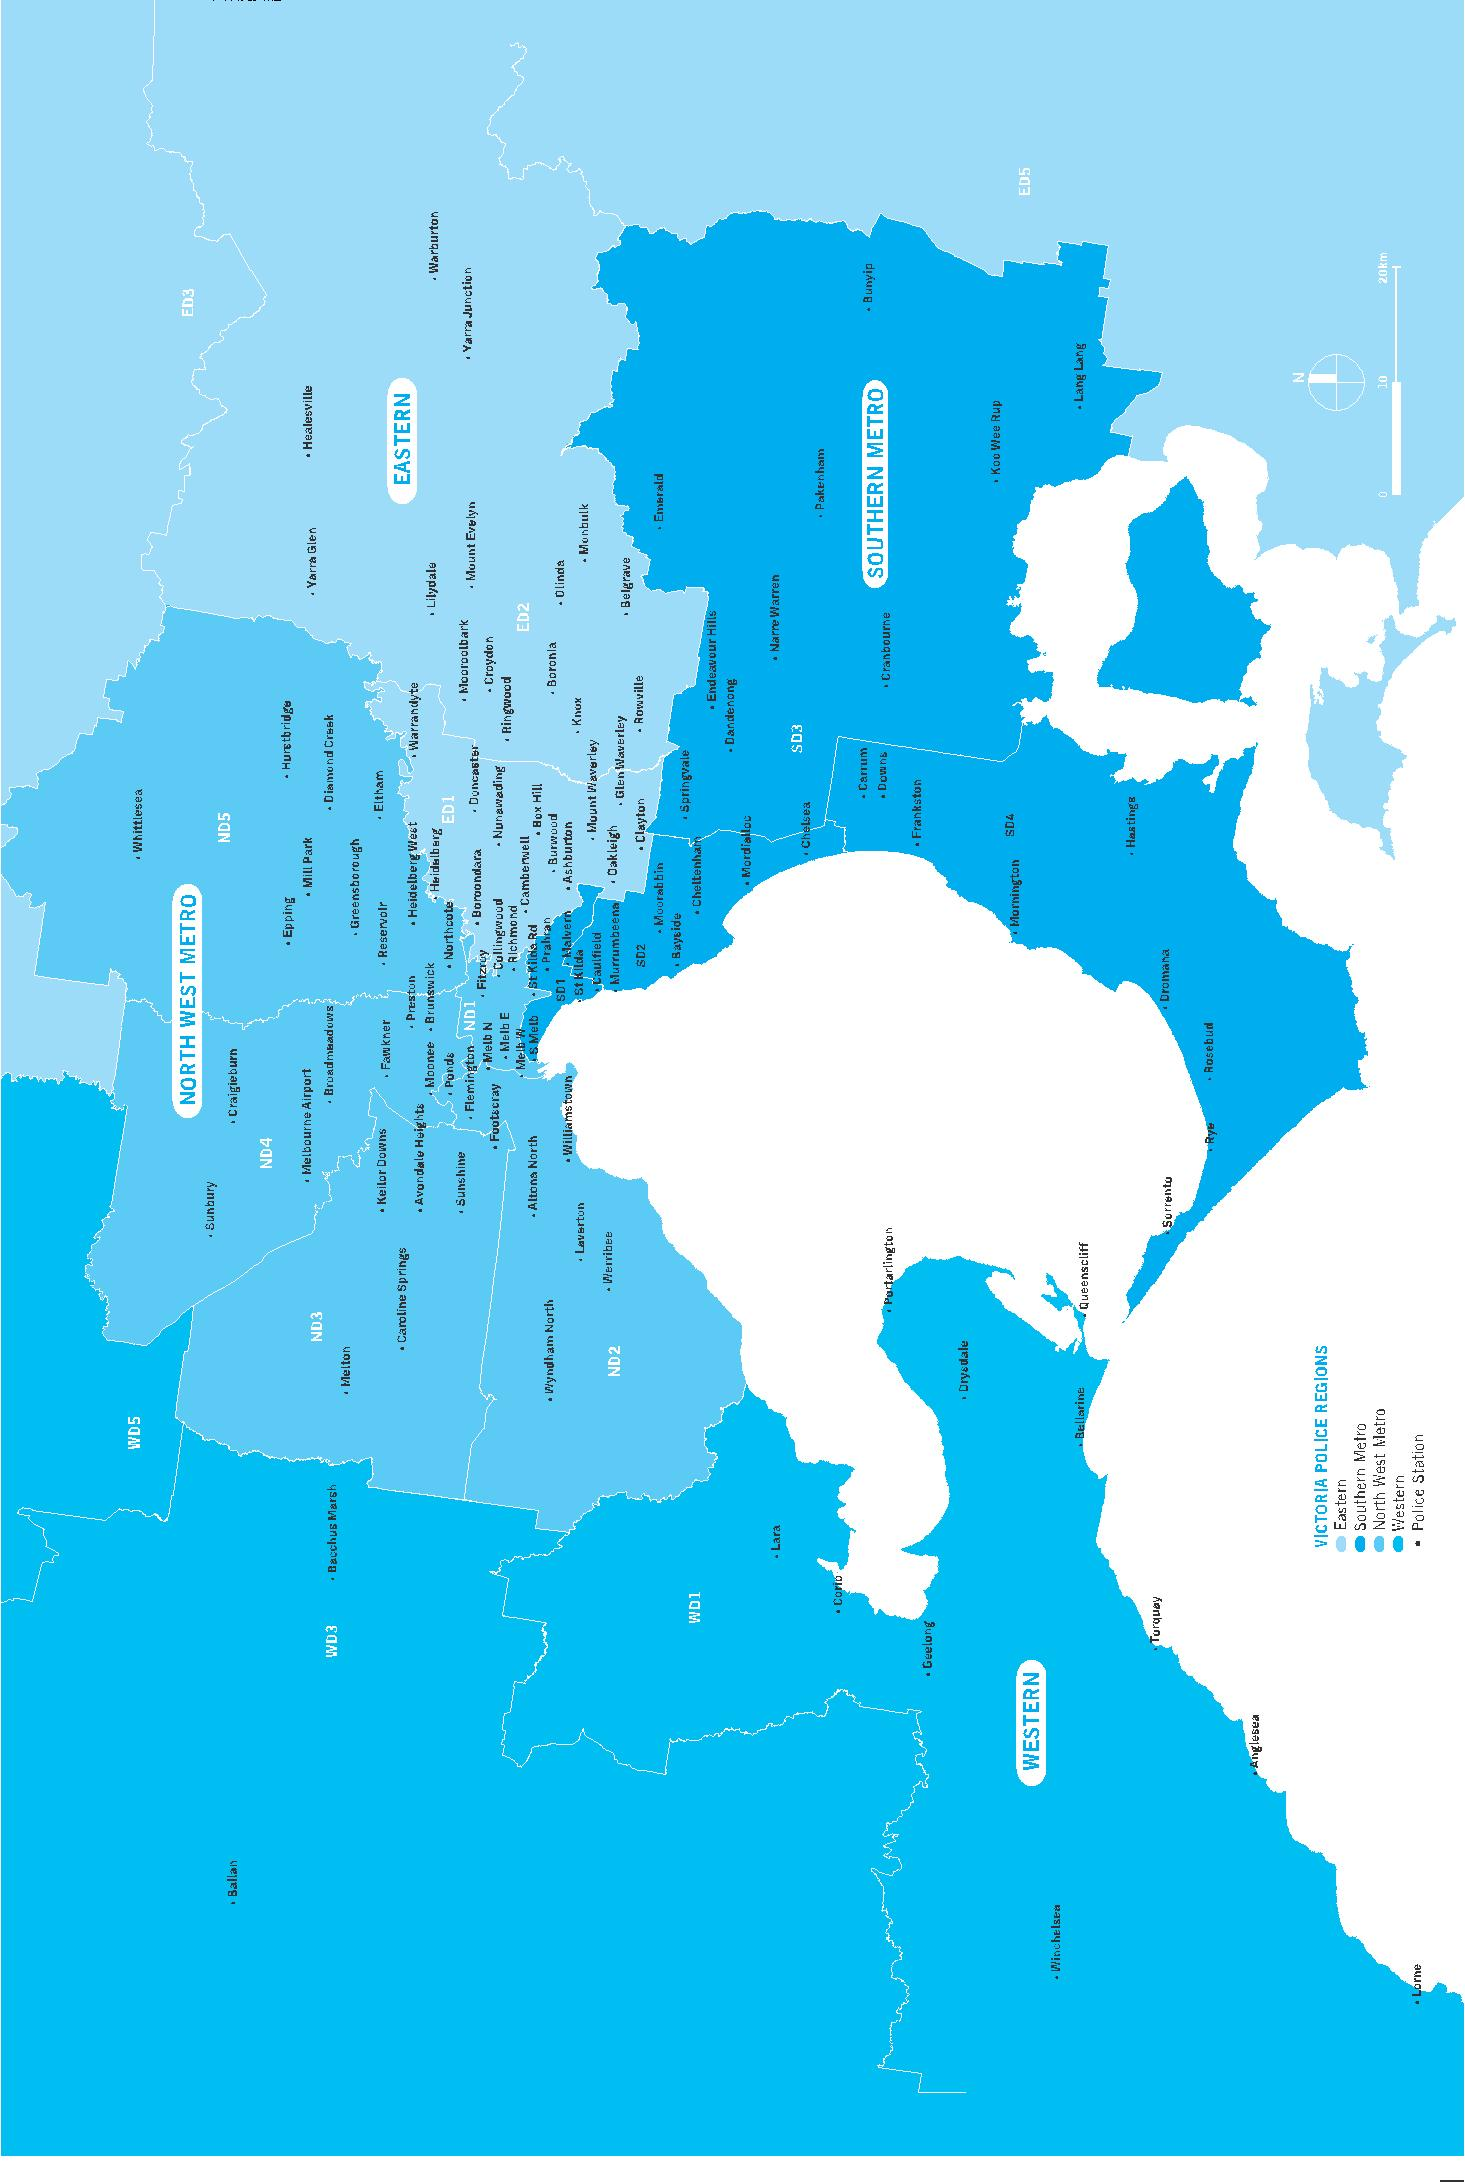 ED3
Warburton
Yarra Junction
Healesville
EASTERN
Yarra Glen
Lilydale
Mount Evelyn
Monbulk
Olinda
Belgrave
ED2
Mooroolbark
Croydon
Ringwood
Boronia
Knox
Rowville
Warrandyte
Doncaster
Nunawading
Box Hill
Mount Waverley
Glen Waverley
Burwood
Ashburton
Clayton
Oakleigh
Camberwell
Boroondara
ED1
ED5
Bunyip
Lang Lang
Koo Wee Rup
Pakenham
SOUTHERN METRO
Emerald
Narre Warren
Cranbourne
Endeavour Hills
Dandenong
SD3
Springvale
Carrum
Downs
Frankston
Chelsea
Mordialloc
Cheltenham
Moorabbin
Bayside
SD2
Murrumbeena
Caulfield
Malvern
St Kilda
SD1
Prahran
St Kilda Rd
S Melb
SD4
Hastings
Mornington
Dromana
Rosebud
Rye
Sorrento
Whittlesea
ND5
Hurstbridge
Diamond Creek
Eltham
Mill Park
Greensborough
Epping
Reservoir
Heidelberg West
Heidelberg
Northcote
Collingwood
Richmond
Fitzroy
NORTH WEST METRO
Preston
Brunswick
ND1
Melb N
Melb E
Melb W
Fawkner
Moonee
Ponds
Flemington
Footscray
Broadmeadows
Craigieburn
Melbourne Airport
ND4
Sunbury
Keilor Downs
Avondale Heights
Sunshine
Altona North
Williamstown
Laverton
Werribee
Caroline Springs
ND3
Melton
Wyndham North
ND2
WD5
Bacchus Marsh
WD3
Ballan
WD1
Lara
Corio
Geelong
Portarlington
Drysdale
Queenscliff
Bellarine
Torquay
WESTERN
Anglesea
Winchelsea
Lorne
N
0 10 20km
VICTORIA POLICE REGIONS
Eastern
Southern Metro
North West Metro
Western
Police Station